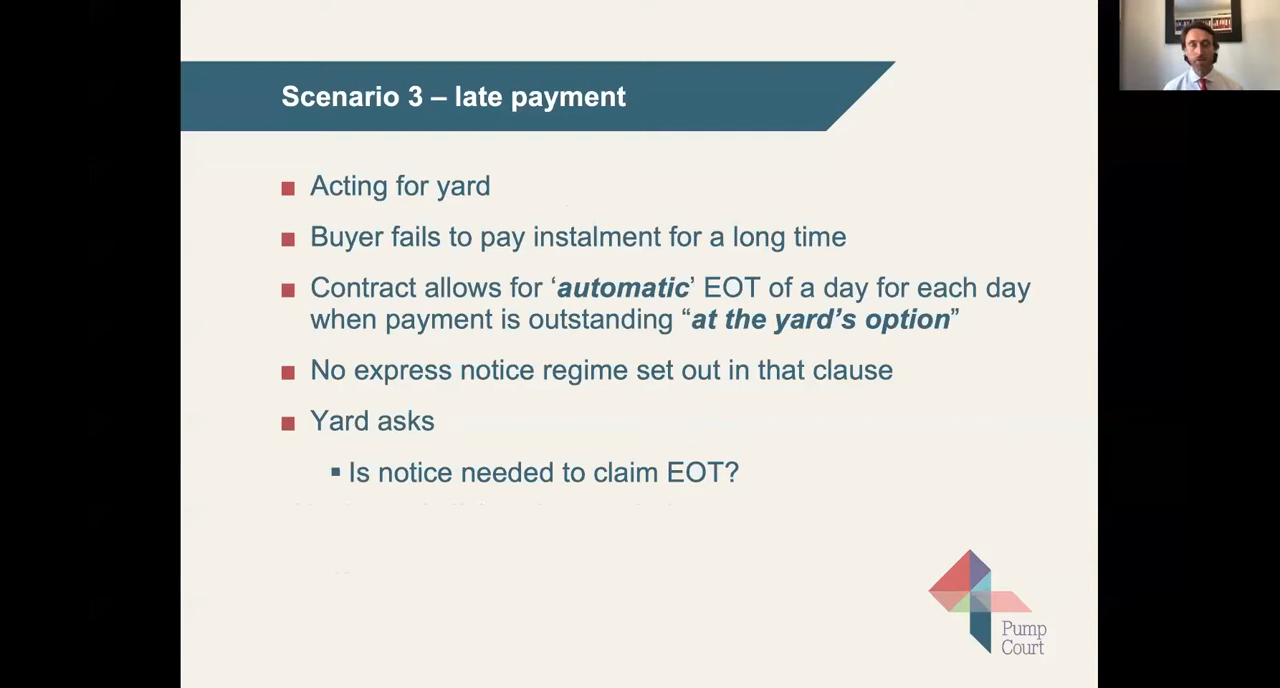 Scenario 3 – late payment
■ Acting for yard
■ Buyer fails to pay instalment for a long time
■ Contract allows for ‘automatic’ EOT of a day for each day
when payment is outstanding “at the yard’s option”
■ No express notice regime set out in that clause
■ Yard asks
▪ Is notice needed to claim EOT?
Pump
Court